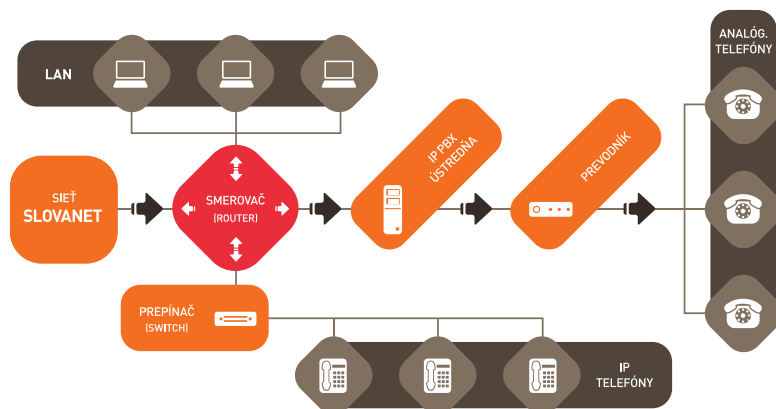 ANALÓG.
TELEFÓNY
LAN
IP PBX
ÚSTREDŇA
PREVODNÍK
SIEŤ
SLOVANET
SMEROVAČ
(ROUTER)
PREPÍNAČ
(SWITCH)
IP
TELEFÓNY